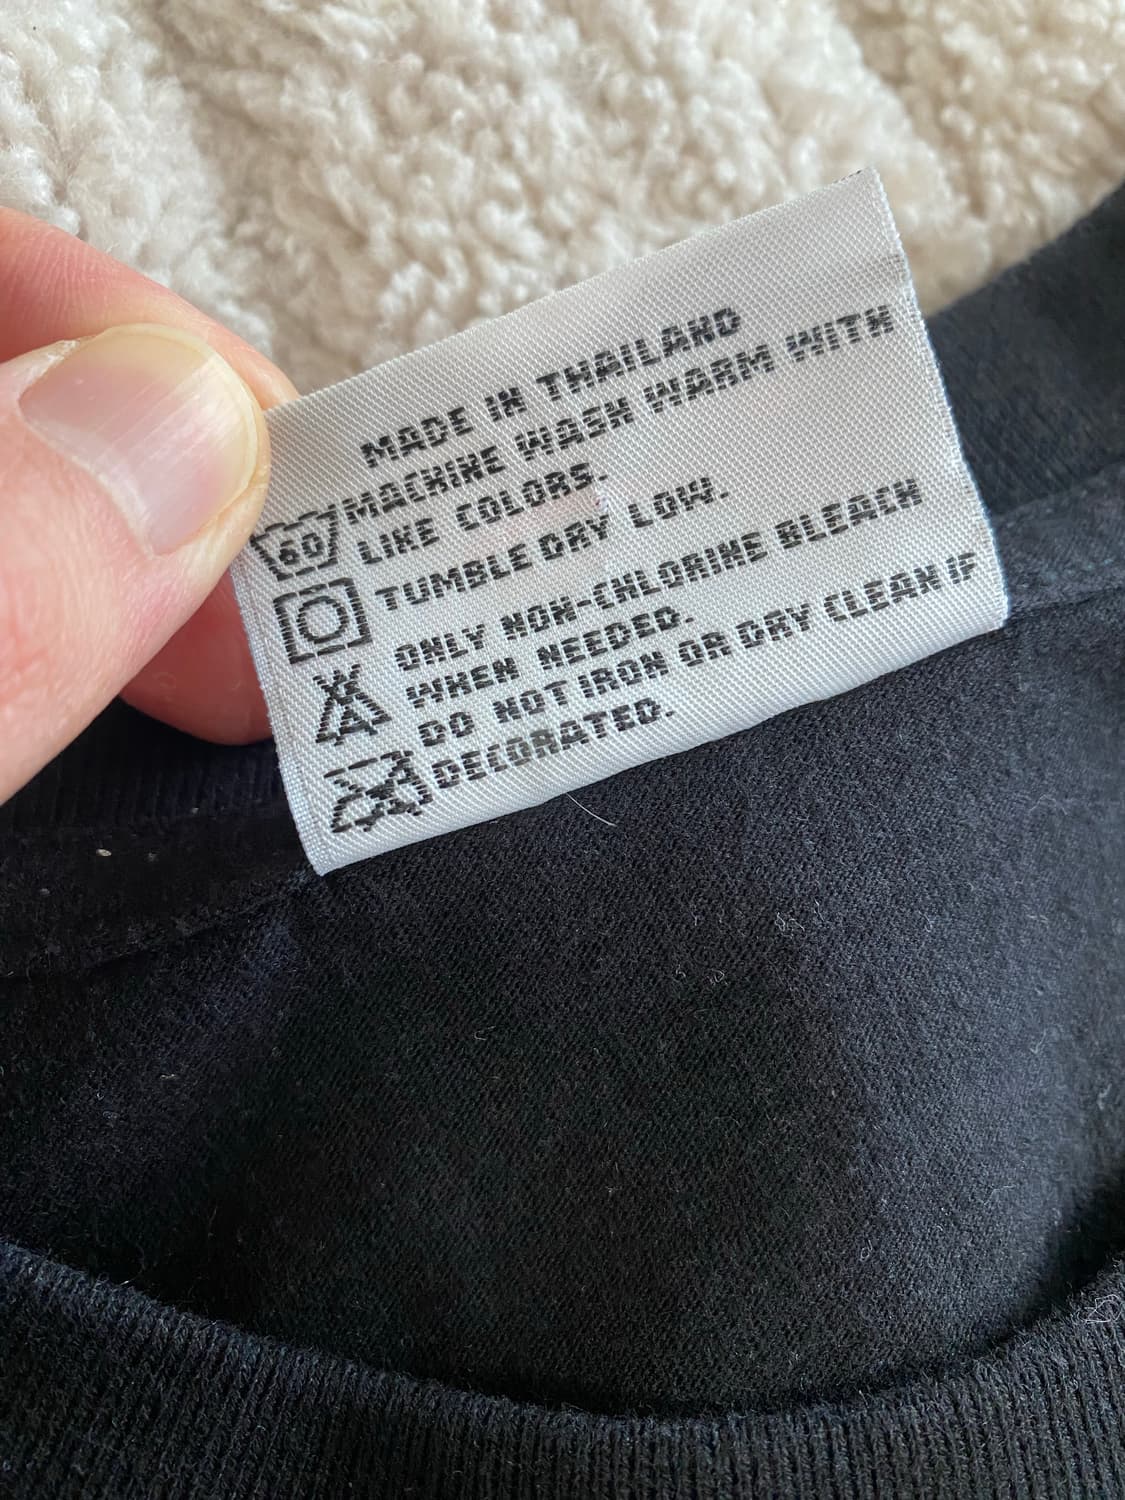 MADE IN THAILAND
MACHINE WASH WARM WITH
LIKE COLORS.
60
TUMBLE DRY LOW.
ONLY NON-CHLORINE BLEACH
WHEN NEEDED.
DO NOT IRON OR DRY CLEAN IF
DECORATED.